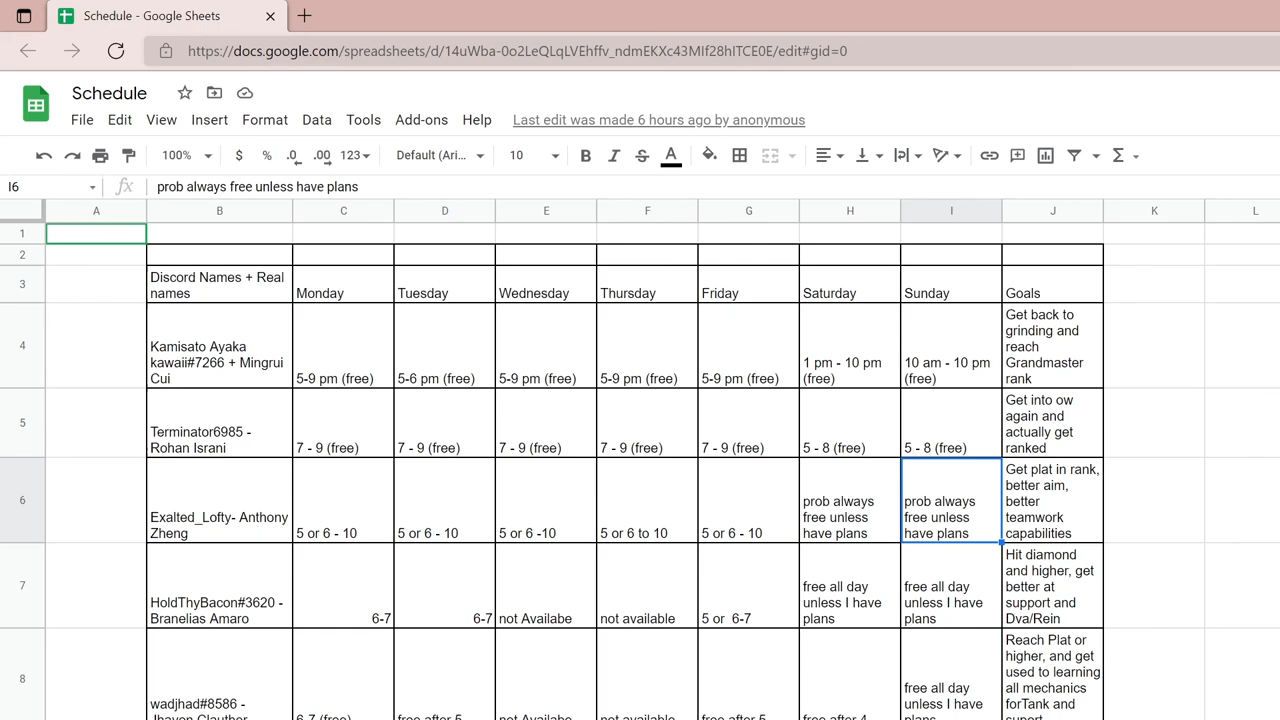 Schedule - Google Sheets
https://docs.google.com/spreadsheets/d/14uWba-0o2LeQLqLVEhffv_ndmEKXc43MIf28hITCE0E/edit#gid=0
Schedule
File Edit View Insert Format Data Tools Add-ons Help Last edit was made 6 hours ago by anonymous
100% $ % .0 .00 123 Default (Ari... 10 B I S A Σ
I6 fx prob always free unless have plans
A B C D E F G H I J K L
1
2
3
Discord Names + Real
names
Monday
Tuesday
Wednesday
Thursday
Friday
Saturday
Sunday
Goals
4
Kamisato Ayaka
kawaii#7266 + Mingrui
Cui
5-9 pm (free)
5-6 pm (free)
5-9 pm (free)
5-9 pm (free)
5-9 pm (free)
1 pm - 10 pm
(free)
10 am - 10 pm
(free)
Get back to
grinding and
reach
Grandmaster
rank
5
Terminator6985 -
Rohan Israni
7 - 9 (free)
7 - 9 (free)
7 - 9 (free)
7 - 9 (free)
7 - 9 (free)
5 - 8 (free)
5 - 8 (free)
Get into ow
again and
actually get
ranked
6
Exalted_Lofty- Anthony
Zheng
5 or 6 - 10
5 or 6 - 10
5 or 6 -10
5 or 6 to 10
5 or 6 - 10
prob always
free unless
have plans
prob always
free unless
have plans
Get plat in rank,
better aim,
better
teamwork
capabilities
7
HoldThyBacon#3620 -
Branelias Amaro
6-7
6-7
not Availabe
not available
5 or 6-7
free all day
unless I have
plans
free all day
unless I have
plans
Hit diamond
and higher, get
better at
support and
Dva/Rein
8
wadjhad#8586 -
6-7 (free)
free after 5
not Availabe
not available
free after 5
free after 4
free all day
unless I have
plans
Reach Plat or
higher, and get
used to learning
all mechanics
forTank and
suport